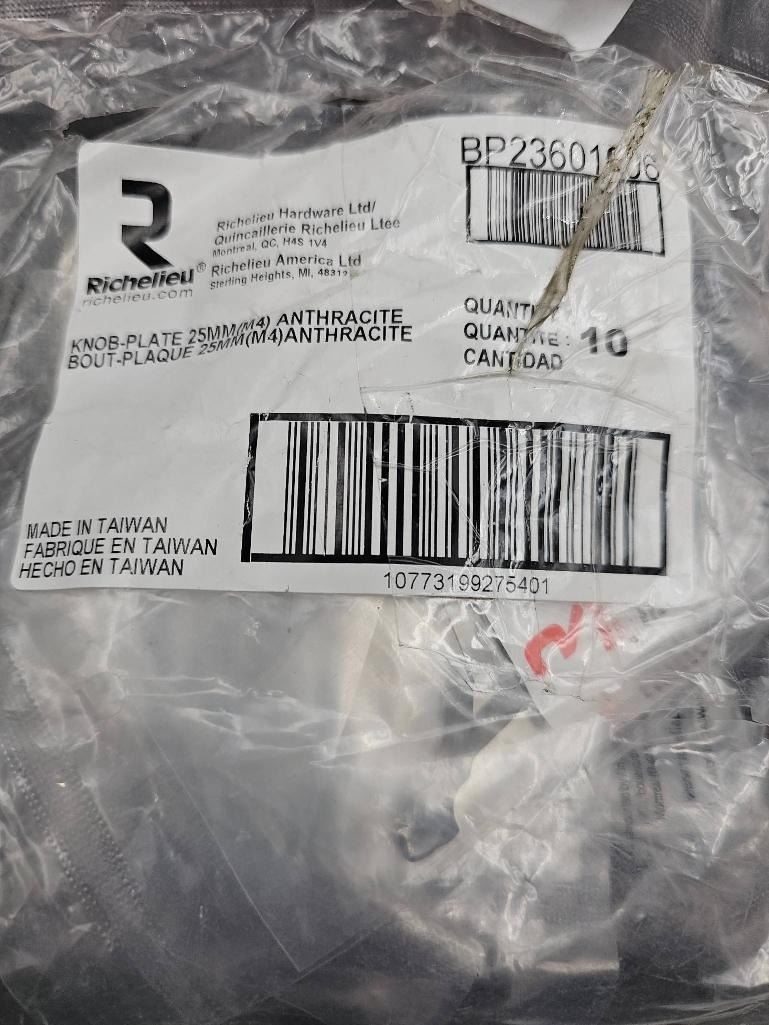 BP23601906
R
Richelieu Hardware Ltd/
Quincaillerie Richelieu Ltee
Montreal, QC, H4S 1V4
Richelieu America Ltd
Sterling Heights, MI, 48312
Richelieu®
richelieu.com
KNOB-PLATE 25MM(M4) ANTHRACITE
BOUT-PLAQUE 25MM(M4)ANTHRACITE
QUANTITE : 10
CANTIDAD
MADE IN TAIWAN
FABRIQUE EN TAIWAN
HECHO EN TAIWAN
10773199275401